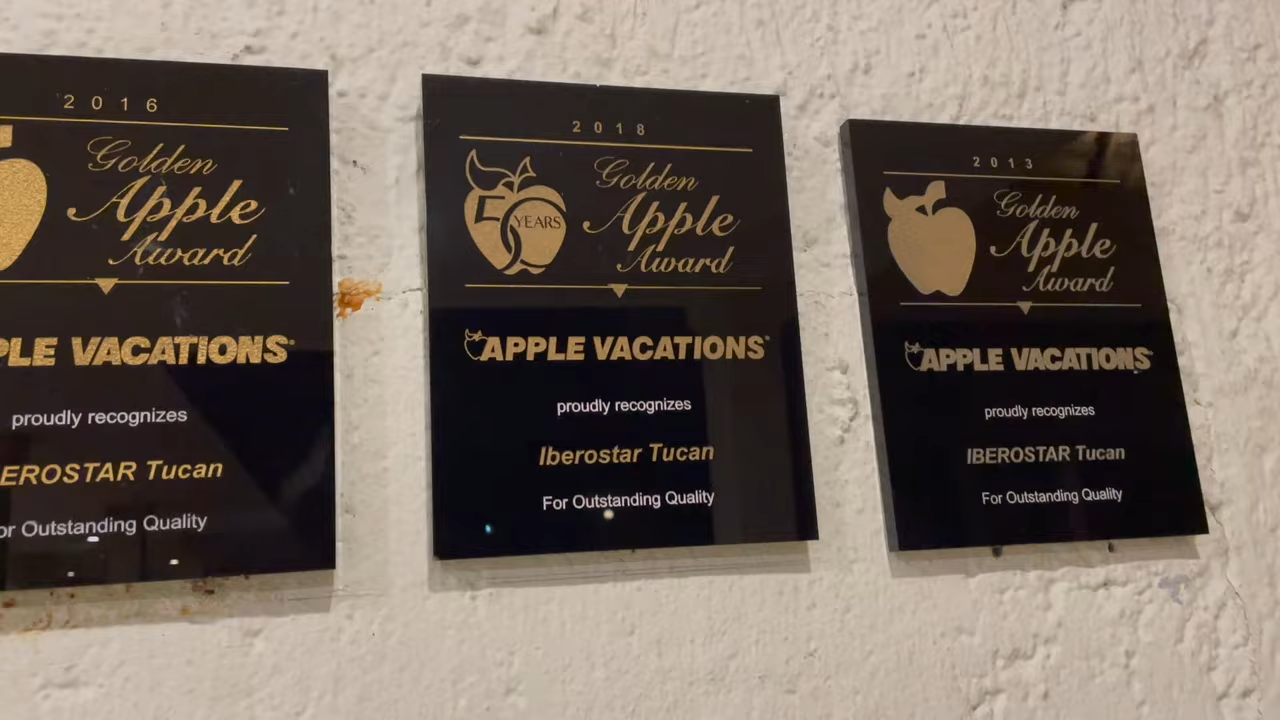 2016
Golden
Apple
Award
PLE VACATIONS
proudly recognizes
EROSTAR Tucan
or Outstanding Quality
2018
50 YEARS
Golden
Apple
Award
APPLE VACATIONS®
proudly recognizes
Iberostar Tucan
For Outstanding Quality
2013
Golden
Apple
Award
APPLE VACATIONS
proudly recognizes
IBEROSTAR Tucan
For Outstanding Quality